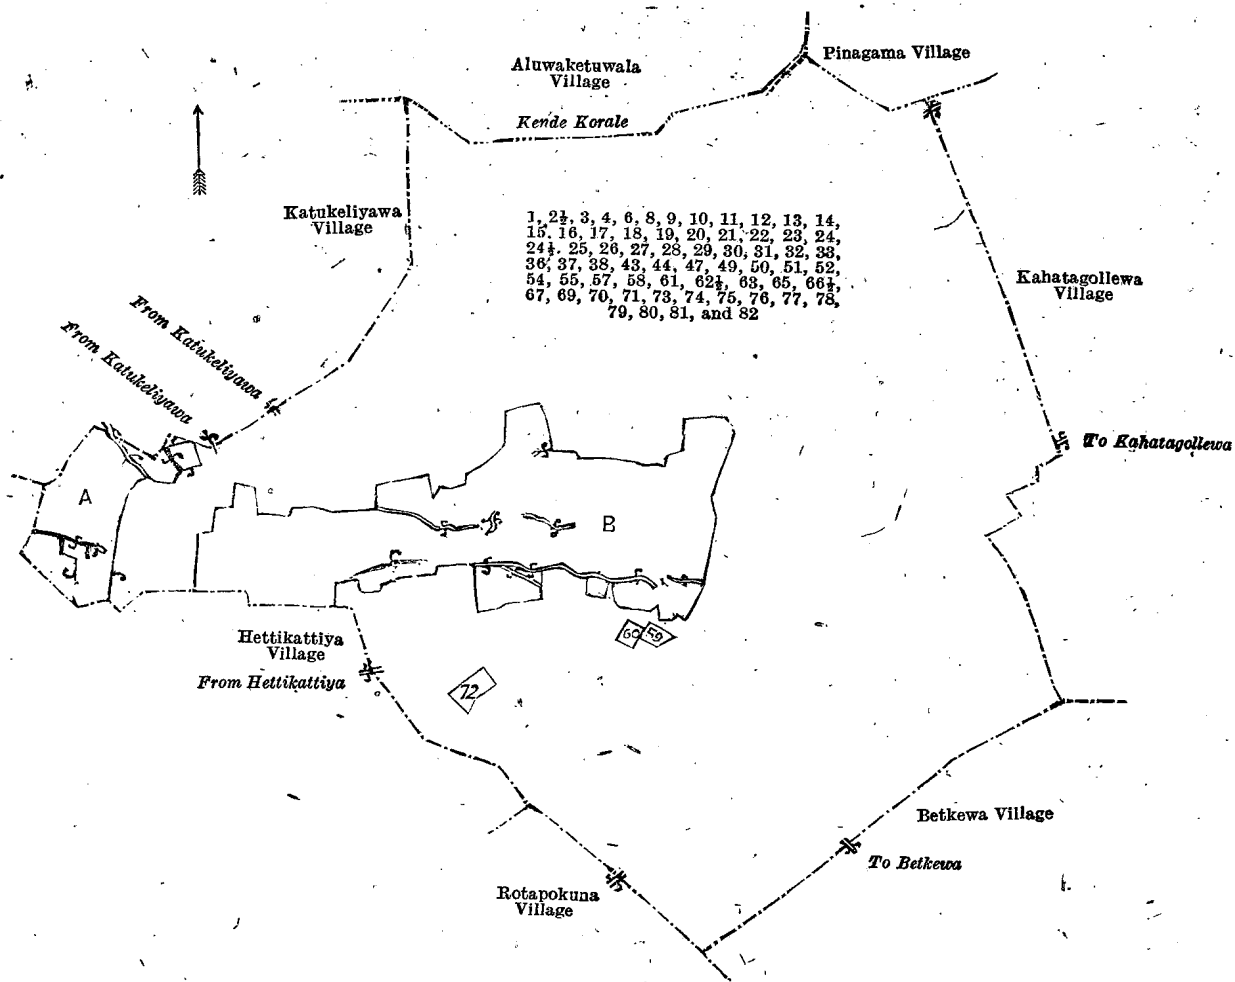 Pinagama Village
Aluwaketuwala
Village
Kende Korale
Katukeliyawa
Village
1, 2½, 3, 4, 6, 8, 9, 10, 11, 12, 13, 14,
15, 16, 17, 18, 19, 20, 21, 22, 23, 24,
24½, 25, 26, 27, 28, 29, 30, 31, 32, 33,
36, 37, 38, 43, 44, 47, 49, 50, 51, 52,
54, 55, 57, 58, 61, 62½, 63, 65, 66½,
67, 69, 70, 71, 73, 74, 75, 76, 77, 78,
79, 80, 81, and 82
Kahatagollewa
Village
From Katukeliyawa
From Katukeliyawa
To Kahatagollewa
A
B
Hettikattiya
Village
60
59
From Hettikattiya
72
Betkewa Village
To Betkewa
Rotapokuna
Village